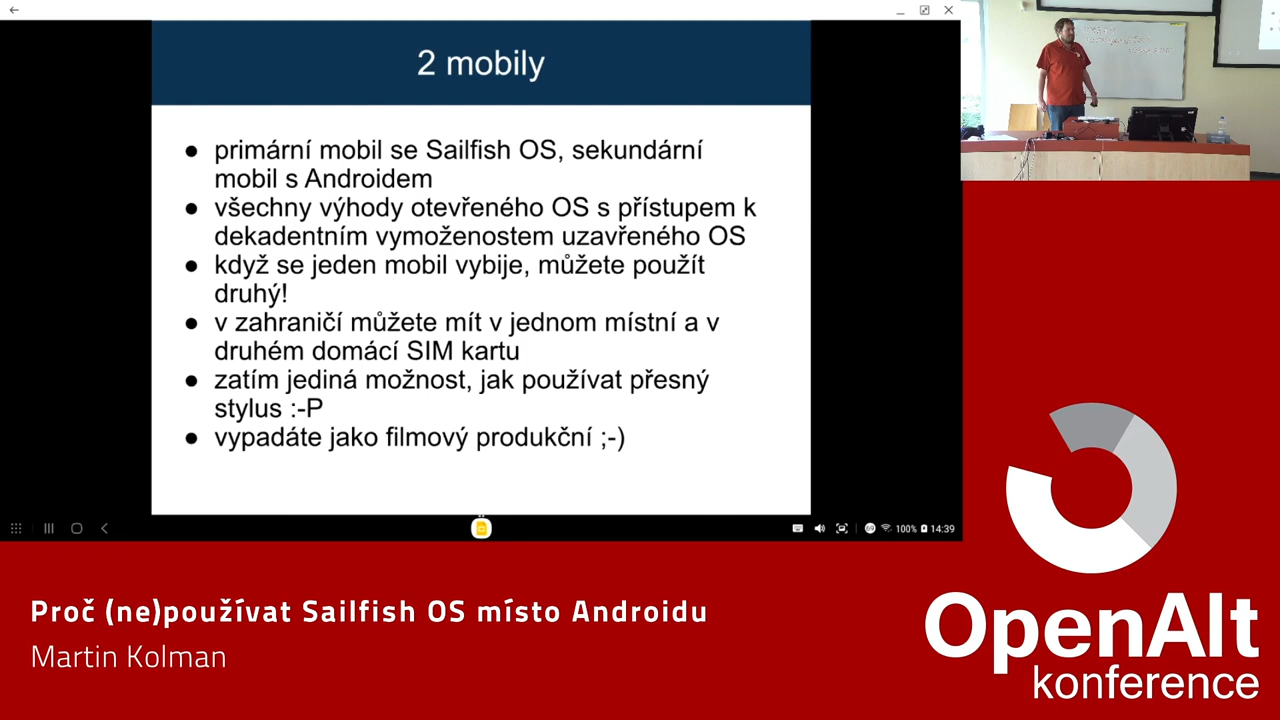 2 mobily
● primární mobil se Sailfish OS, sekundární
mobil s Androidem
● všechny výhody otevřeného OS s přístupem k
dekadentním vymoženostem uzavřeného OS
● když se jeden mobil vybije, můžete použít
druhý!
● v zahraničí můžete mít v jednom místní a v
druhém domácí SIM kartu
● zatím jediná možnost, jak používat přesný
stylus :-P
● vypadáte jako filmový produkční ;-)
100% 14:39
Proč (ne)používat Sailfish OS místo Androidu
Martin Kolman
OpenAlt
konference